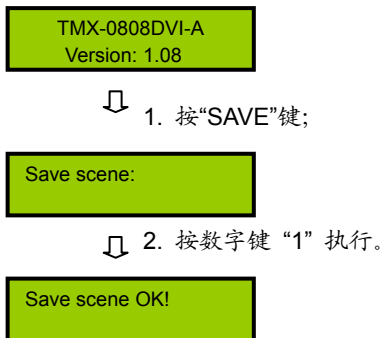 TMX-0808DVI-A
Version: 1.08
1. 按“SAVE”键;
Save scene:
2. 按数字键 “1” 执行。
Save scene OK!